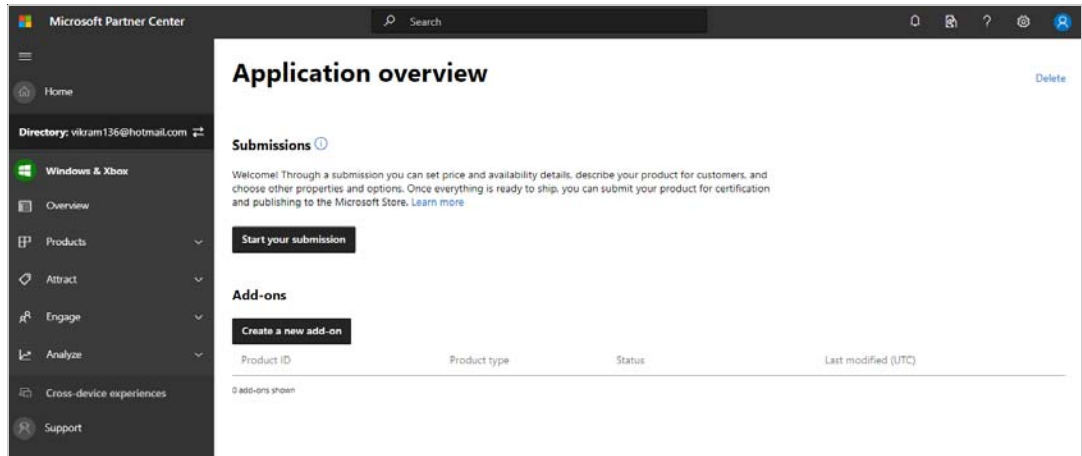 Microsoft Partner Center
Search
?
Home
Directory: vikram136@hotmail.com
Windows & Xbox
Overview
Products
Attract
Engage
Analyze
Cross-device experiences
Support
Application overview
Delete
Submissions
Welcome! Through a submission you can set price and availability details, describe your product for customers, and
choose other properties and options. Once everything is ready to ship, you can submit your product for certification
and publishing to the Microsoft Store. Learn more
Start your submission
Add-ons
Create a new add-on
Product ID Product type Status Last modified (UTC)
0 add-ons shown